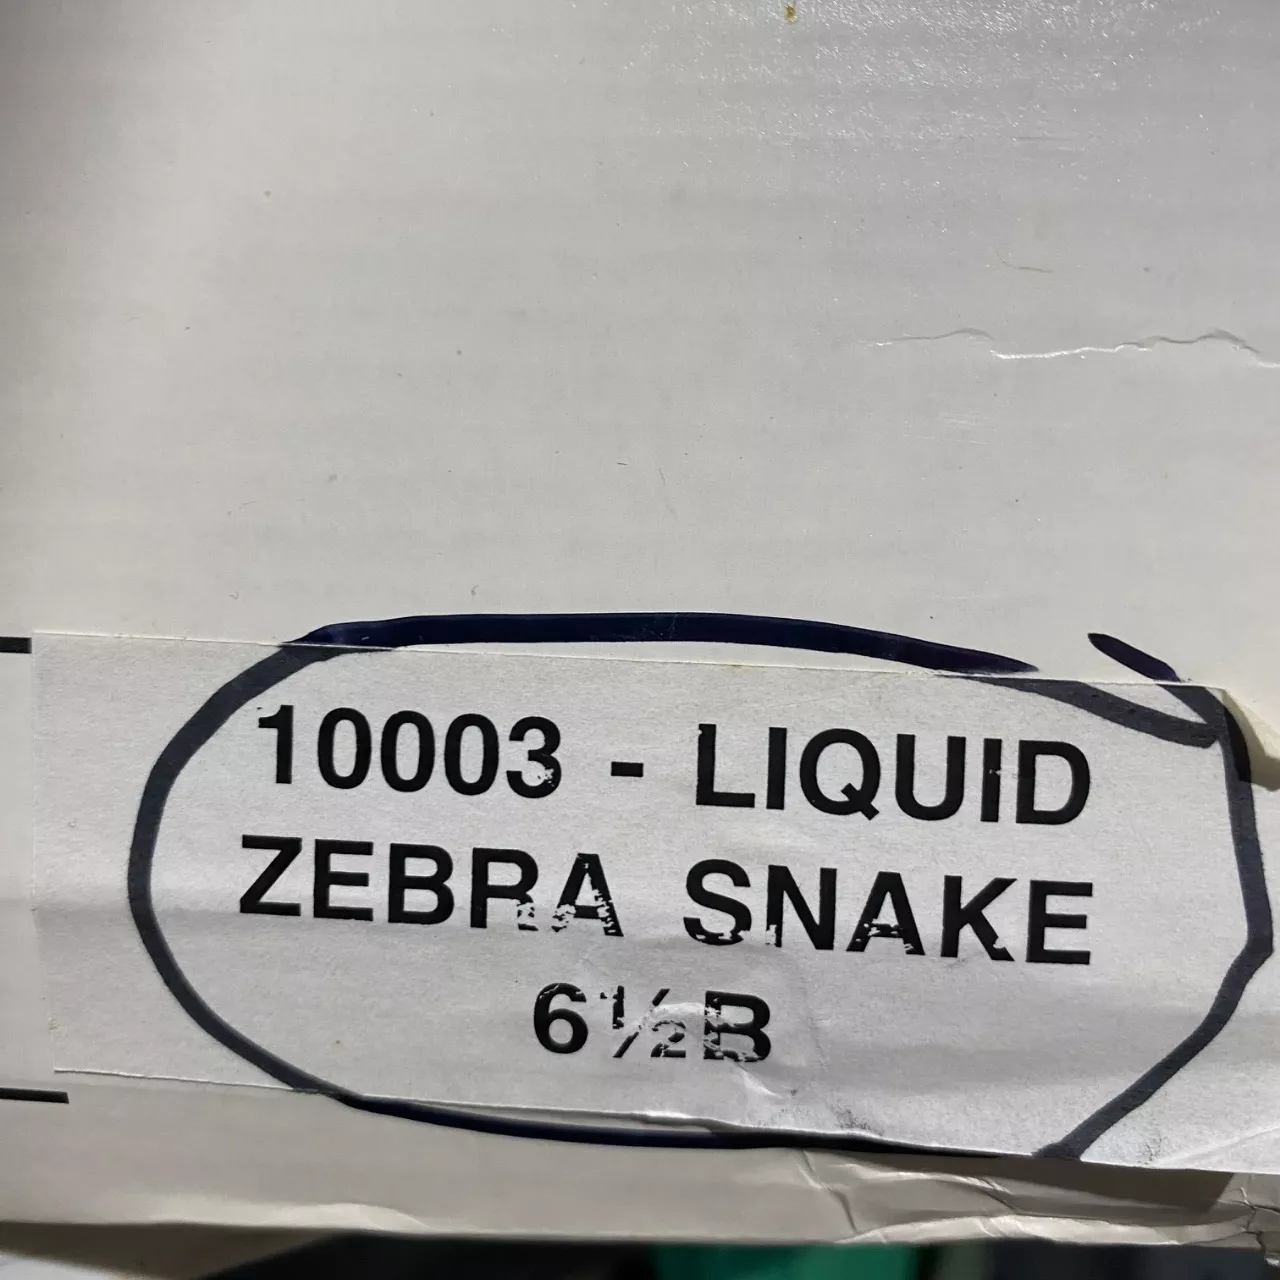 10003 - LIQUID
ZEBRA SNAKE
6½B